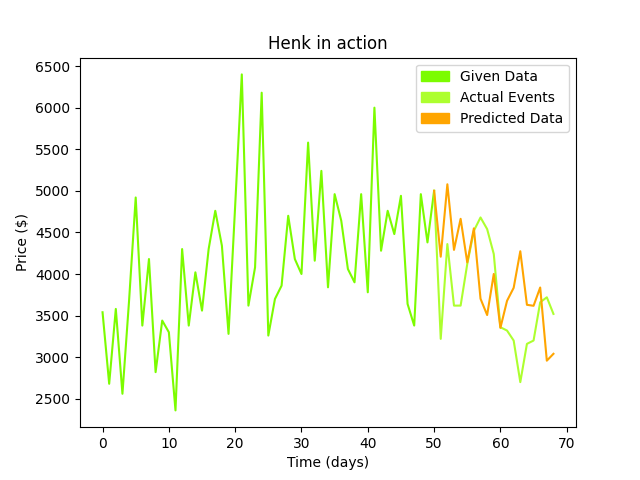 Henk in action
Given Data
Actual Events
Predicted Data
Price ($)
6500
6000
5500
5000
4500
4000
3500
3000
2500
0 10 20 30 40 50 60 70
Time (days)